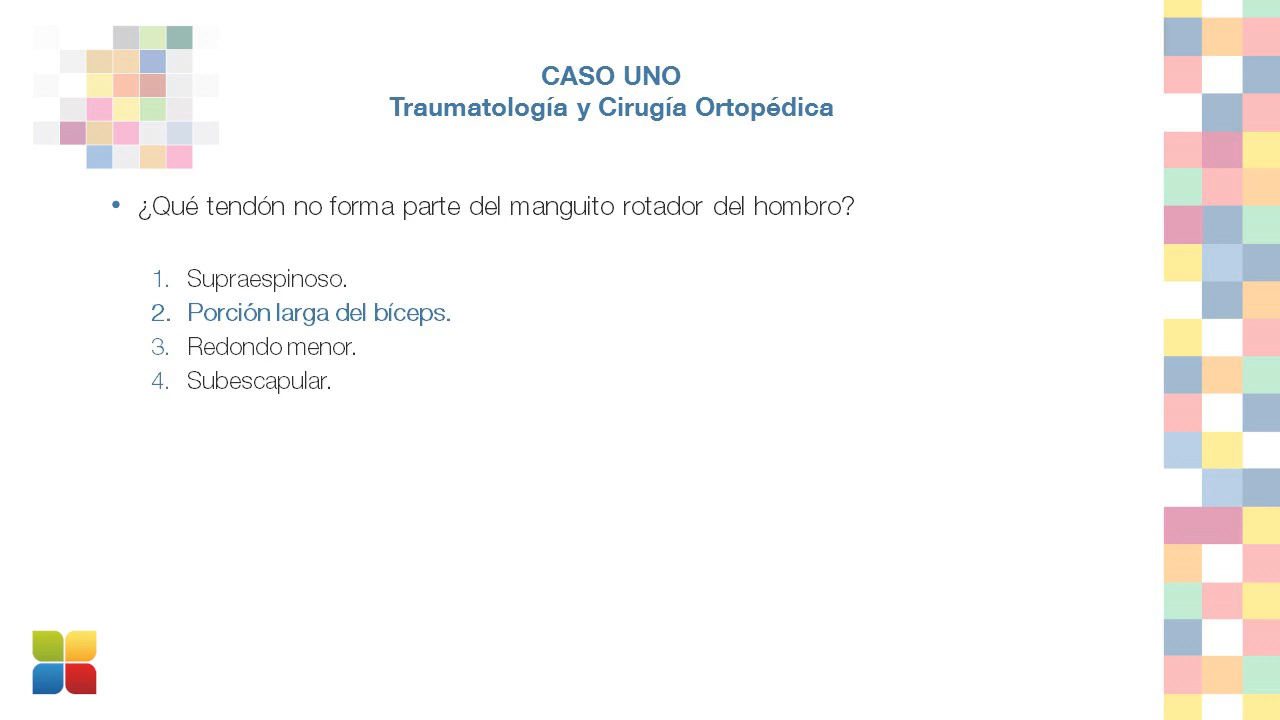 CASO UNO
Traumatología y Cirugía Ortopédica
• ¿Qué tendón no forma parte del manguito rotador del hombro?
1. Supraespinoso.
2. Porción larga del bíceps.
3. Redondo menor.
4. Subescapular.